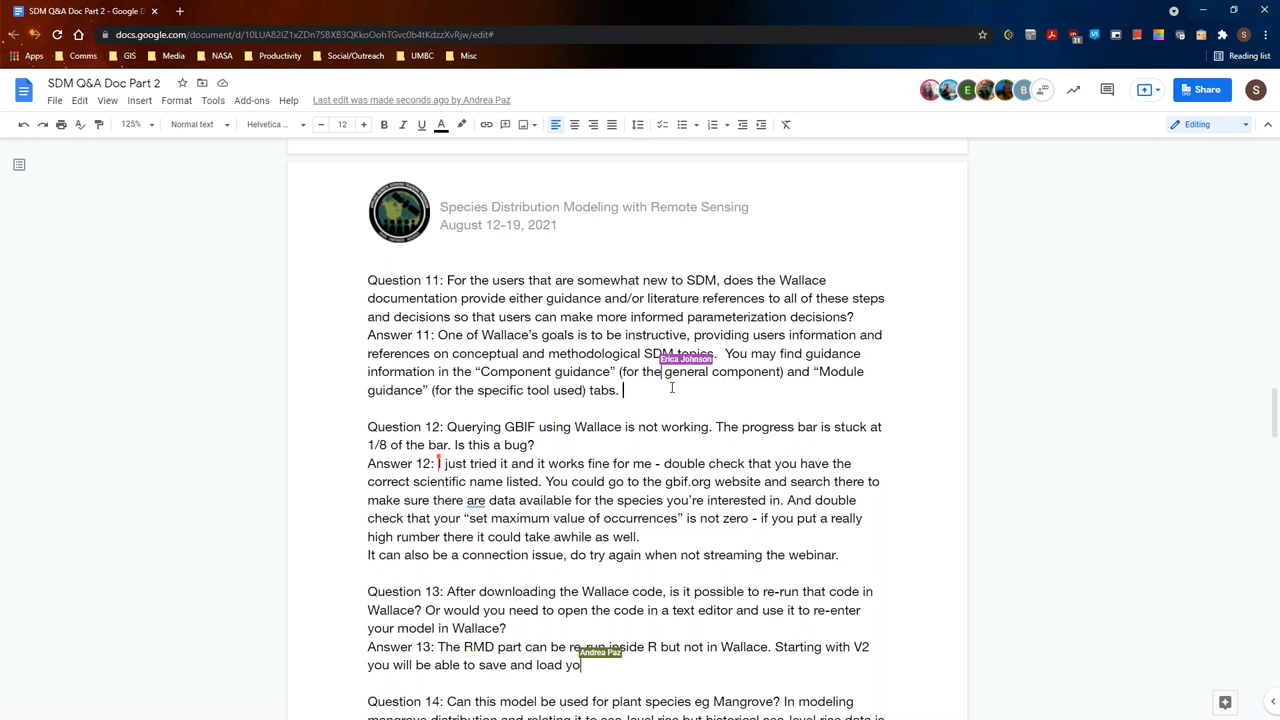 SDM Q&A Doc Part 2 - Google D
docs.google.com/document/d/10LUA82IZ1xZDn7SBXB3QKkoOohTGvc0b4tKdzzXvRjw/edit#
Apps Comms GIS Media NASA Productivity Social/Outreach UMBC Misc Reading list
SDM Q&A Doc Part 2
File Edit View Insert Format Tools Add-ons Help Last edit was made seconds ago by Andrea Paz
E B Share S
125% Normal text Helvetica ... 12 B I U A Editing
Species Distribution Modeling with Remote Sensing
August 12-19, 2021
Question 11: For the users that are somewhat new to SDM, does the Wallace
documentation provide either guidance and/or literature references to all of these steps
and decisions so that users can make more informed parameterization decisions?
Answer 11: One of Wallace’s goals is to be instructive, providing users information and
references on conceptual and methodological SDM topics. You may find guidance
Erica Johnson
information in the “Component guidance” (for the general component) and “Module
guidance” (for the specific tool used) tabs.
Question 12: Querying GBIF using Wallace is not working. The progress bar is stuck at
1/8 of the bar. Is this a bug?
Answer 12: I just tried it and it works fine for me - double check that you have the
correct scientific name listed. You could go to the gbif.org website and search there to
make sure there are data available for the species you’re interested in. And double
check that your “set maximum value of occurrences” is not zero - if you put a really
high rumber there it could take awhile as well.
It can also be a connection issue, do try again when not streaming the webinar.
Question 13: After downloading the Wallace code, is it possible to re-run that code in
Wallace? Or would you need to open the code in a text editor and use it to re-enter
your model in Wallace?
Answer 13: The RMD part can be re-run inside R but not in Wallace. Starting with V2
Andrea Paz
you will be able to save and load yo
Question 14: Can this model be used for plant species eg Mangrove? In modeling
mangrove distribution and relating it to sea-level rise but historical sea-level rise data is